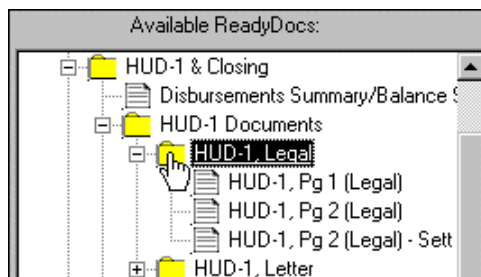 Available ReadyDocs:
HUD-1 & Closing
Disbursements Summary/Balance
HUD-1 Documents
HUD-1, Legal
HUD-1, Pg 1 (Legal)
HUD-1, Pg 2 (Legal)
HUD-1, Pg 2 (Legal) - Sett
HUD-1, Letter